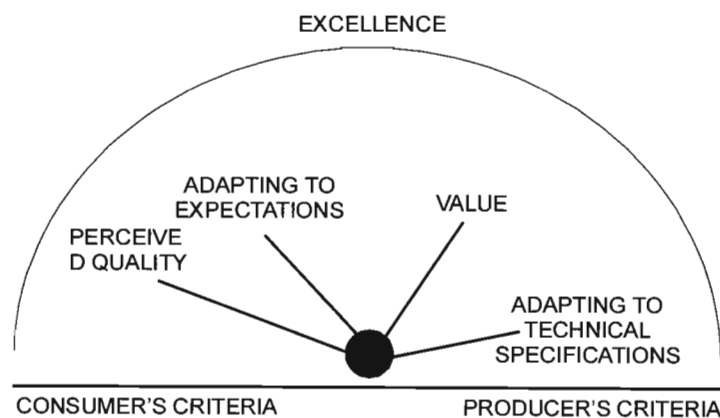 EXCELLENCE
ADAPTING TO
EXPECTATIONS
VALUE
PERCEIVE
D QUALITY
ADAPTING TO
TECHNICAL
SPECIFICATIONS
CONSUMER'S CRITERIA
PRODUCER'S CRITERIA